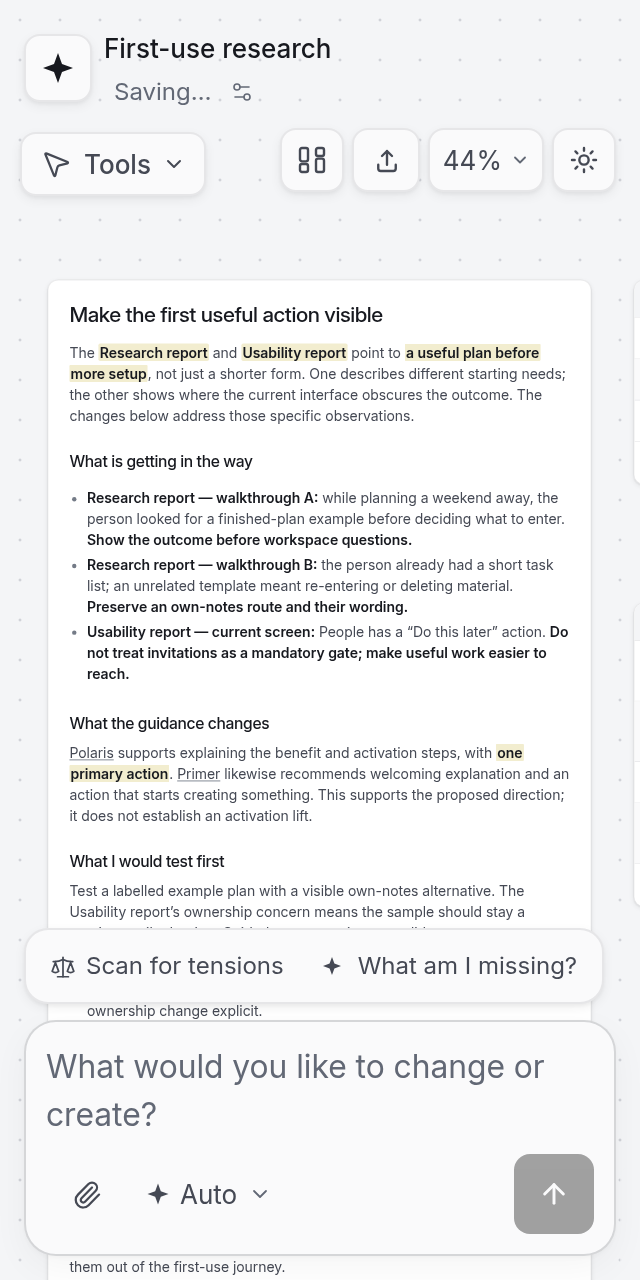 First-use research
Saving...
Tools
44%
Make the first useful action visible
The Research report and Usability report point to a useful plan before
more setup, not just a shorter form. One describes different starting needs;
the other shows where the current interface obscures the outcome. The
changes below address those specific observations.
What is getting in the way
• Research report — walkthrough A: while planning a weekend away, the
person looked for a finished-plan example before deciding what to enter.
Show the outcome before workspace questions.
• Research report — walkthrough B: the person already had a short task
list; an unrelated template meant re-entering or deleting material.
Preserve an own-notes route and their wording.
• Usability report — current screen: People has a “Do this later” action. Do
not treat invitations as a mandatory gate; make useful work easier to
reach.
What the guidance changes
Polaris supports explaining the benefit and activation steps, with one
primary action. Primer likewise recommends welcoming explanation and an
action that starts creating something. This supports the proposed direction;
it does not establish an activation lift.
What I would test first
Test a labelled example plan with a visible own-notes alternative. The
Usability report’s ownership concern means the sample should stay a
Scan for tensions
What am I missing?
ownership change explicit.
What would you like to change or
create?
Auto
them out of the first-use journey.